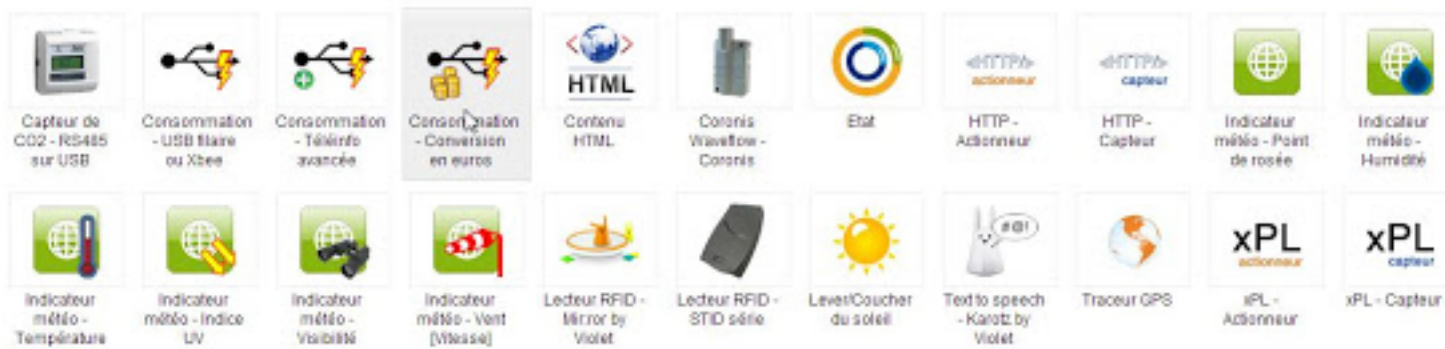 HTML
<HTTP/>
actionneur
<HTTP/>
capteur
Capteur de
CO2 - RS485
sur USB
Consommation
- USB filaire
ou Xbee
Consommation
- Téléinfo
avancée
Consommation
- Conversion
en euros
Contenu
HTML
Coronis
Waveflow -
Coronis
Etat
HTTP -
Actionneur
HTTP -
Capteur
Indicateur
météo - Point
de rosée
Indicateur
météo -
Humidité
#@!
xPL
actionneur
xPL
capteur
Indicateur
météo -
Température
Indicateur
météo - Indice
UV
Indicateur
météo -
Visibilité
Indicateur
météo - Vent
[Vitesse]
Lecteur RFID -
Mir:ror by
Violet
Lecteur RFID -
STID série
Lever/Coucher
du soleil
Text to speech
- Karotz by
Violet
Traceur GPS
xPL -
Actionneur
xPL - Capteur